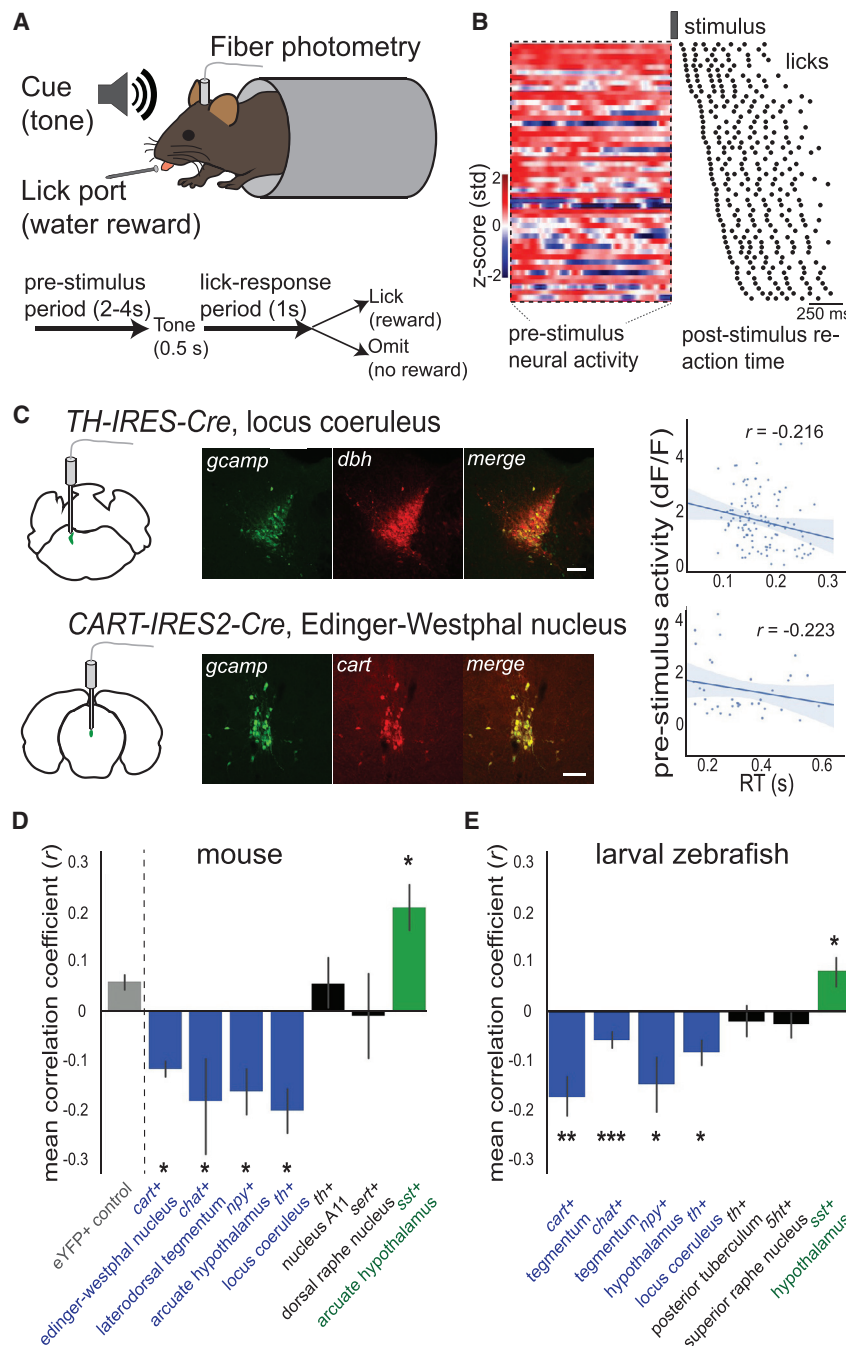 A
Fiber photometry
Cue
(tone)
Lick port
(water reward)
pre-stimulus
period (2-4s)
Tone
(0.5 s)
lick-response
period (1s)
Lick
(reward)
Omit
(no reward)
B
stimulus
licks
z-score (std)
2
0
-2
250 ms
pre-stimulus
neural activity
post-stimulus re-
action time
C
TH-IRES-Cre, locus coeruleus
gcamp
dbh
merge
r = -0.216
4
2
0
0.1
0.2
0.3
CART-IRES2-Cre, Edinger-Westphal nucleus
gcamp
cart
merge
r = -0.223
4
2
0
0.2
0.4
0.6
RT (s)
pre-stimulus activity (dF/F)
D
mouse
mean correlation coefficient (r)
0.3
0.2
0.1
0
-0.1
-0.2
-0.3
*
*
*
*
*
eYFP+ control
cart+
edinger-westphal nucleus
chat+
laterodorsal tegmentum
npy+
arcuate hypothalamus
th+
locus coeruleus
th+
nucleus A11
sert+
dorsal raphe nucleus
sst+
arcuate hypothalamus
E
larval zebrafish
mean correlation coefficient (r)
0.3
0.2
0.1
0
-0.1
-0.2
-0.3
**
***
*
*
*
cart+
tegmentum
chat+
tegmentum
npy+
hypothalamus
th+
locus coeruleus
th+
posterior tuberculum
5ht+
superior raphe nucleus
sst+
hypothalamus